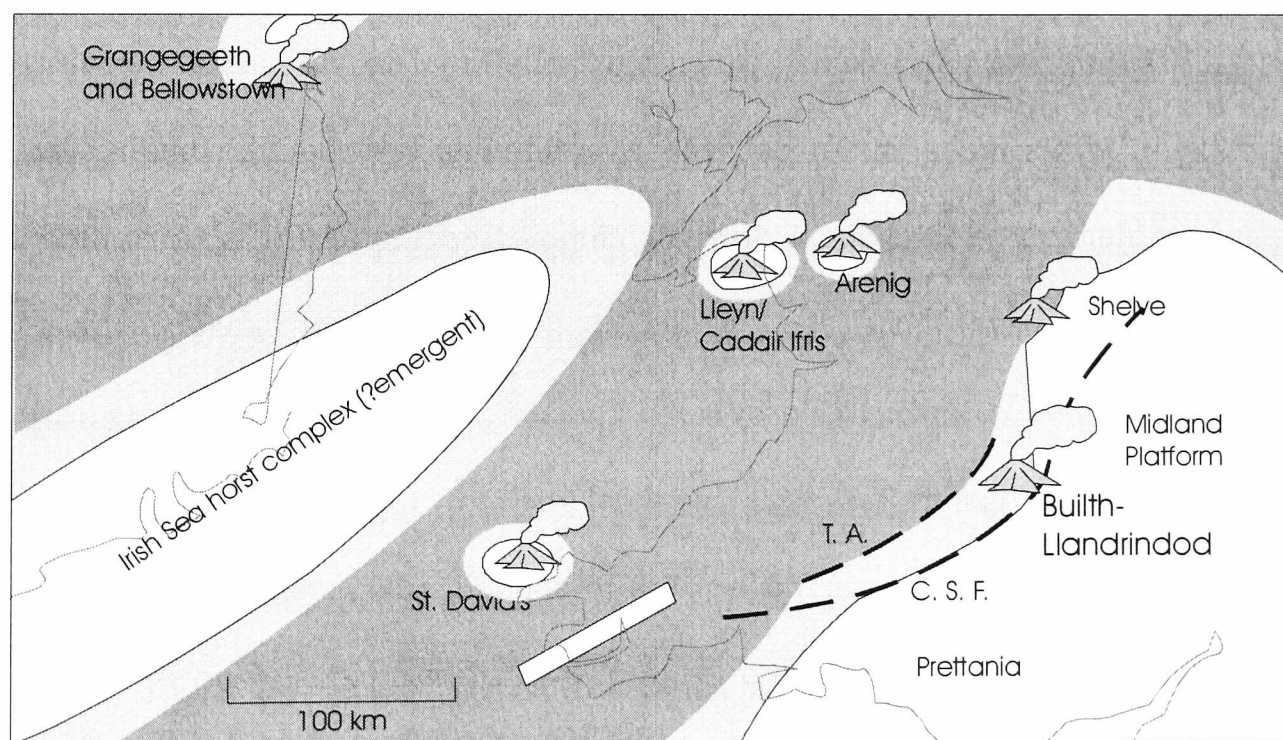 Grangegeeth
and Bellowstown
Lleyn/
Cadair Ifris
Arenig
Shelve
Irish Sea horst complex (?emergent)
Midland
Platform
Builth-
Llandrindod
T. A.
C. S. F.
St. David's
Prettania
100 km